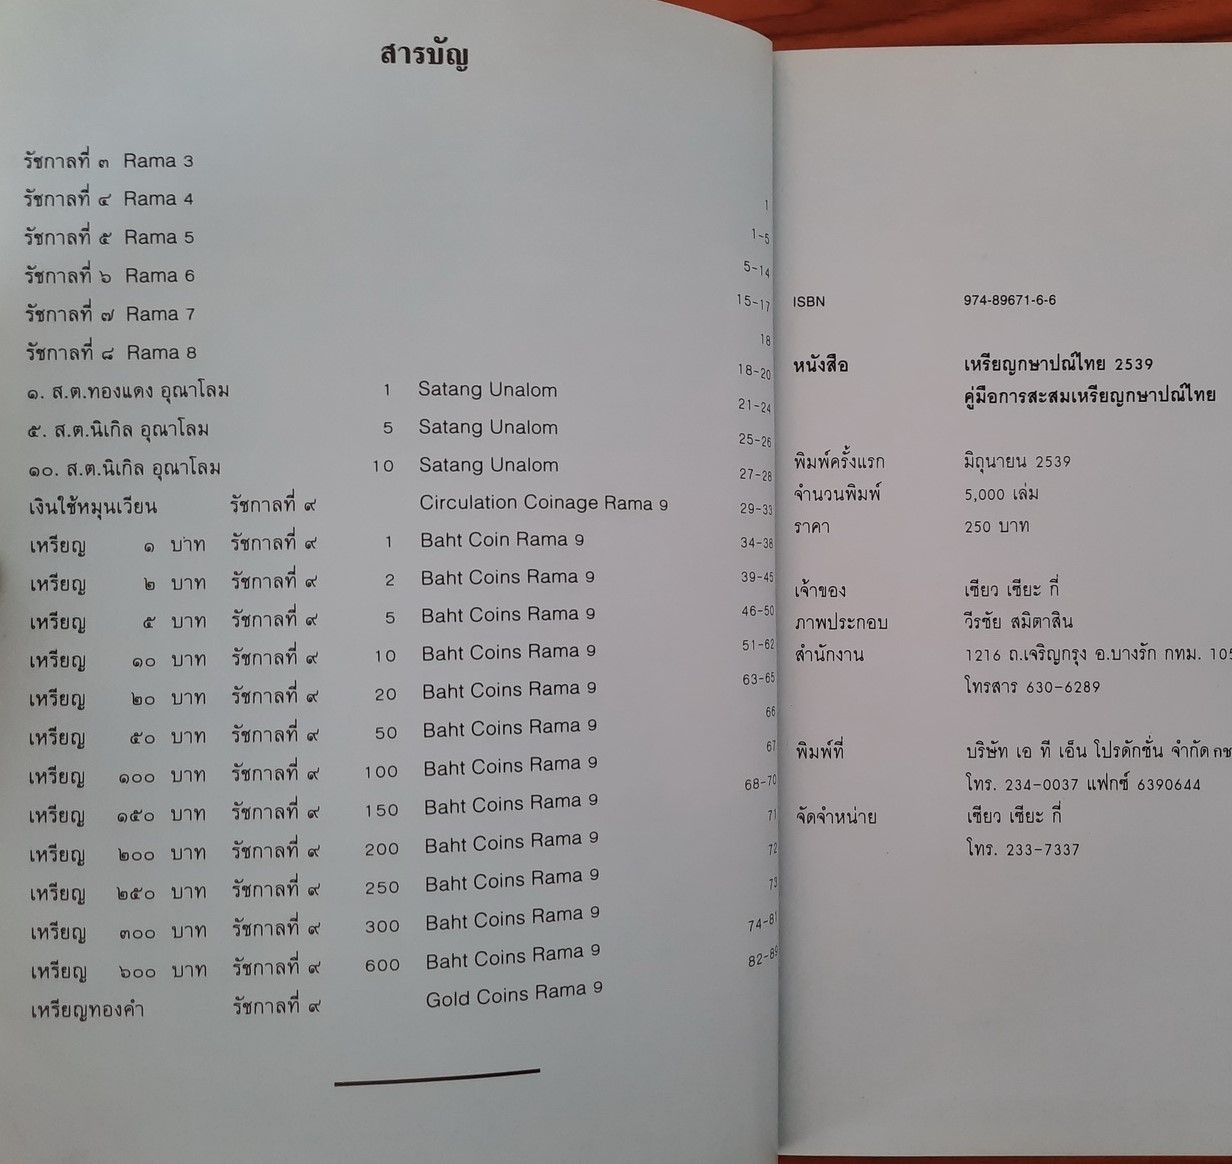 สารบัญ
รัชกาลที่ ๓ Rama 3 1
รัชกาลที่ ๔ Rama 4 1-5
รัชกาลที่ ๕ Rama 5 5-14
รัชกาลที่ ๖ Rama 6 15-17
รัชกาลที่ ๗ Rama 7 18
รัชกาลที่ ๘ Rama 8 18-20
๑. ส.ต.ทองแดง อุณาโลม 1 Satang Unalom 21-24
๕. ส.ต.นิเกิล อุณาโลม 5 Satang Unalom 25-26
๑๐. ส.ต.นิเกิล อุณาโลม 10 Satang Unalom 27-28
เงินใช้หมุนเวียน รัชกาลที่ ๙ Circulation Coinage Rama 9 29-33
เหรียญ ๑ บาท รัชกาลที่ ๙ 1 Baht Coin Rama 9 34-38
เหรียญ ๒ บาท รัชกาลที่ ๙ 2 Baht Coins Rama 9 39-45
เหรียญ ๕ บาท รัชกาลที่ ๙ 5 Baht Coins Rama 9 46-50
เหรียญ ๑๐ บาท รัชกาลที่ ๙ 10 Baht Coins Rama 9 51-62
เหรียญ ๒๐ บาท รัชกาลที่ ๙ 20 Baht Coins Rama 9 63-65
เหรียญ ๕๐ บาท รัชกาลที่ ๙ 50 Baht Coins Rama 9 66
เหรียญ ๑๐๐ บาท รัชกาลที่ ๙ 100 Baht Coins Rama 9 67
เหรียญ ๑๕๐ บาท รัชกาลที่ ๙ 150 Baht Coins Rama 9 68-70
เหรียญ ๒๐๐ บาท รัชกาลที่ ๙ 200 Baht Coins Rama 9 71
เหรียญ ๒๕๐ บาท รัชกาลที่ ๙ 250 Baht Coins Rama 9 72
เหรียญ ๓๐๐ บาท รัชกาลที่ ๙ 300 Baht Coins Rama 9 73
เหรียญ ๖๐๐ บาท รัชกาลที่ ๙ 600 Baht Coins Rama 9 74-81
เหรียญทองคำ รัชกาลที่ ๙ Gold Coins Rama 9 82-89
ISBN 974-89671-6-6
หนังสือ เหรียญกษาปณ์ไทย 2539
คู่มือการสะสมเหรียญกษาปณ์ไทย
พิมพ์ครั้งแรก มิถุนายน 2539
จำนวนพิมพ์ 5,000 เล่ม
ราคา 250 บาท
เจ้าของ เซียว เซียะ กี่
ภาพประกอบ วีรชัย สมิตาสิน
สำนักงาน 1216 ถ.เจริญกรุง อ.บางรัก กทม.
โทรสาร 630-6289
พิมพ์ที่ บริษัท เอ ที เอ็น โปรดักชั่น จำกัด
โทร. 234-0037 แฟกซ์ 6390644
จัดจำหน่าย เซียว เซียะ กี่
โทร. 233-7337